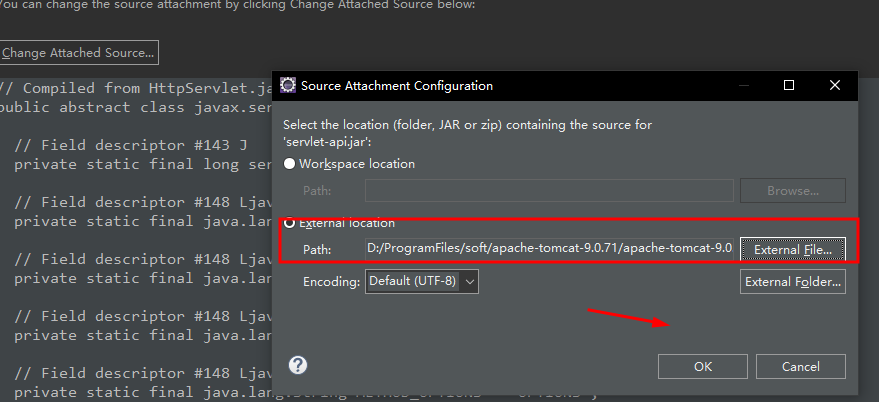 You can change the source attachment by clicking Change Attached Source below:
Change Attached Source...
// Compiled from HttpServlet.ja
public abstract class javax.ser
// Field descriptor #143 J
private static final long ser
// Field descriptor #148 Ljav
private static final java.lan
// Field descriptor #148 Ljav
private static final java.lan
// Field descriptor #148 Ljav
private static final java.lan
// Field descriptor #148 Ljav
private static final java.lang.String
Source Attachment Configuration
Select the location (folder, JAR or zip) containing the source for
'servlet-api.jar':
Workspace location
Path:
Browse...
External location
Path: D:/ProgramFiles/soft/apache-tomcat-9.0.71/apache-tomcat-9.0 External File...
Encoding: Default (UTF-8) External Folder...
OK Cancel